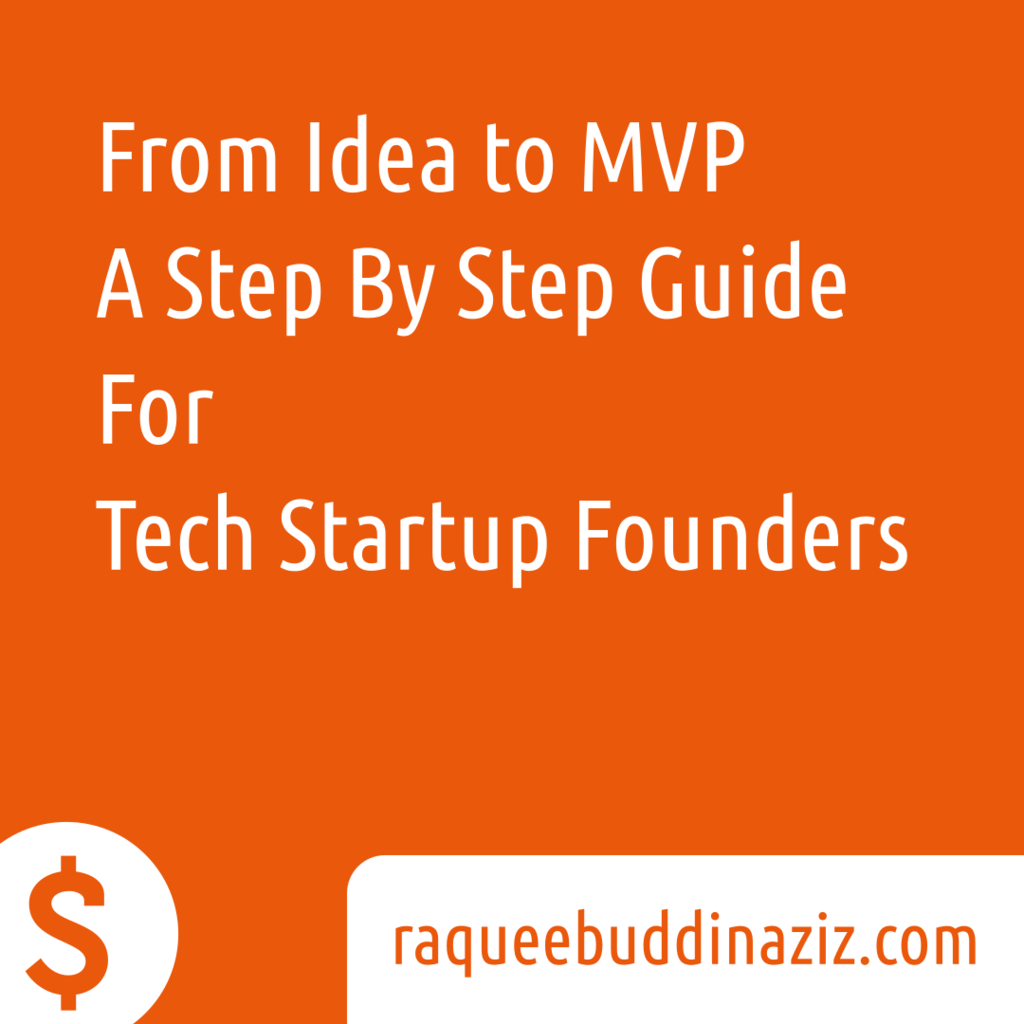 From Idea to MVP
A Step By Step Guide
For
Tech Startup Founders
$
raqueebuddinaziz.com